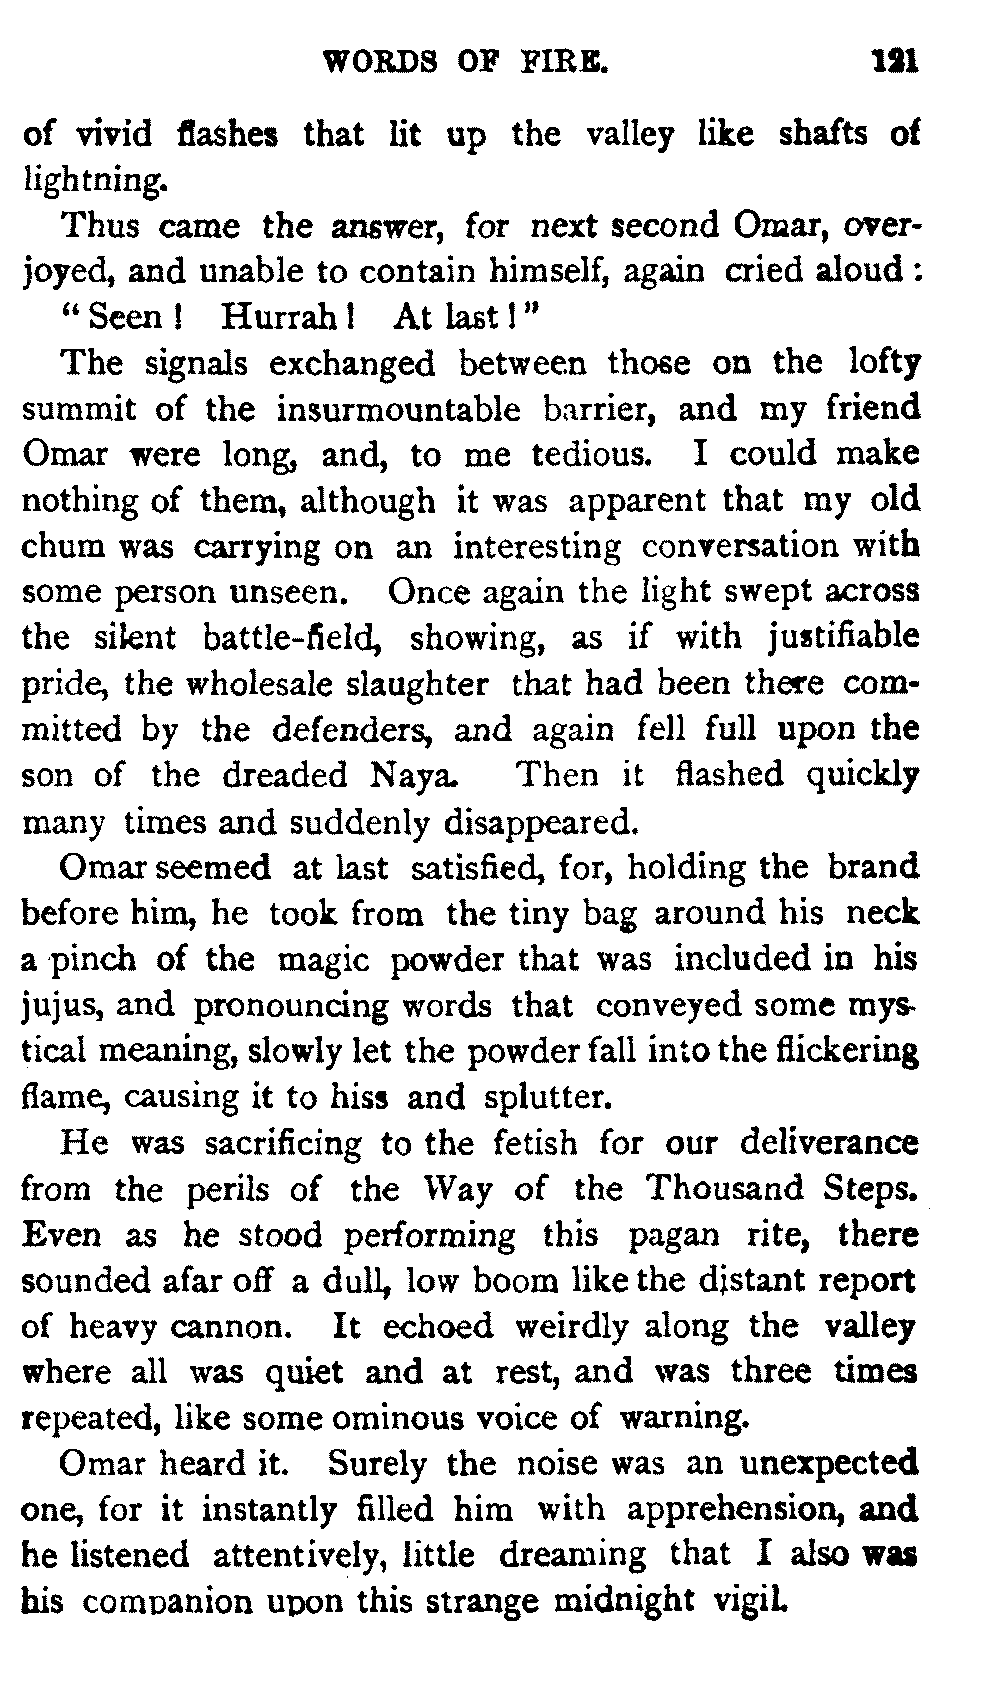 WORDS OF FIRE. 121
of vivid flashes that lit up the valley like shafts of
lightning.
Thus came the answer, for next second Omar, over-
joyed, and unable to contain himself, again cried aloud :
“ Seen ! Hurrah ! At last ! ”
The signals exchanged between those on the lofty
summit of the insurmountable barrier, and my friend
Omar were long, and, to me tedious. I could make
nothing of them, although it was apparent that my old
chum was carrying on an interesting conversation with
some person unseen. Once again the light swept across
the silent battle-field, showing, as if with justifiable
pride, the wholesale slaughter that had been there com-
mitted by the defenders, and again fell full upon the
son of the dreaded Naya. Then it flashed quickly
many times and suddenly disappeared.
Omar seemed at last satisfied, for, holding the brand
before him, he took from the tiny bag around his neck
a pinch of the magic powder that was included in his
jujus, and pronouncing words that conveyed some mys-
tical meaning, slowly let the powder fall into the flickering
flame, causing it to hiss and splutter.
He was sacrificing to the fetish for our deliverance
from the perils of the Way of the Thousand Steps.
Even as he stood performing this pagan rite, there
sounded afar off a dull, low boom like the distant report
of heavy cannon. It echoed weirdly along the valley
where all was quiet and at rest, and was three times
repeated, like some ominous voice of warning.
Omar heard it. Surely the noise was an unexpected
one, for it instantly filled him with apprehension, and
he listened attentively, little dreaming that I also was
his companion upon this strange midnight vigil.